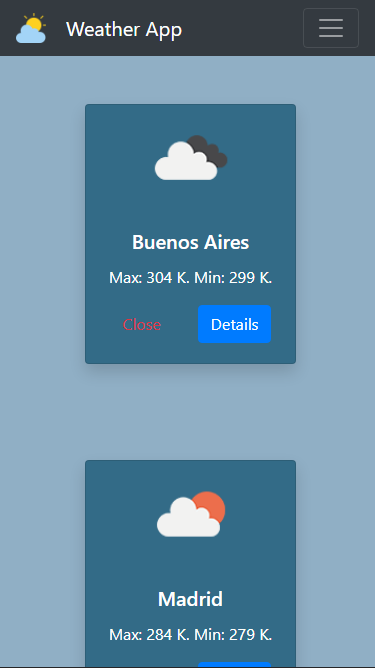 Weather App
Buenos Aires
Max: 304 K. Min: 299 K.
Close Details
Madrid
Max: 284 K. Min: 279 K.